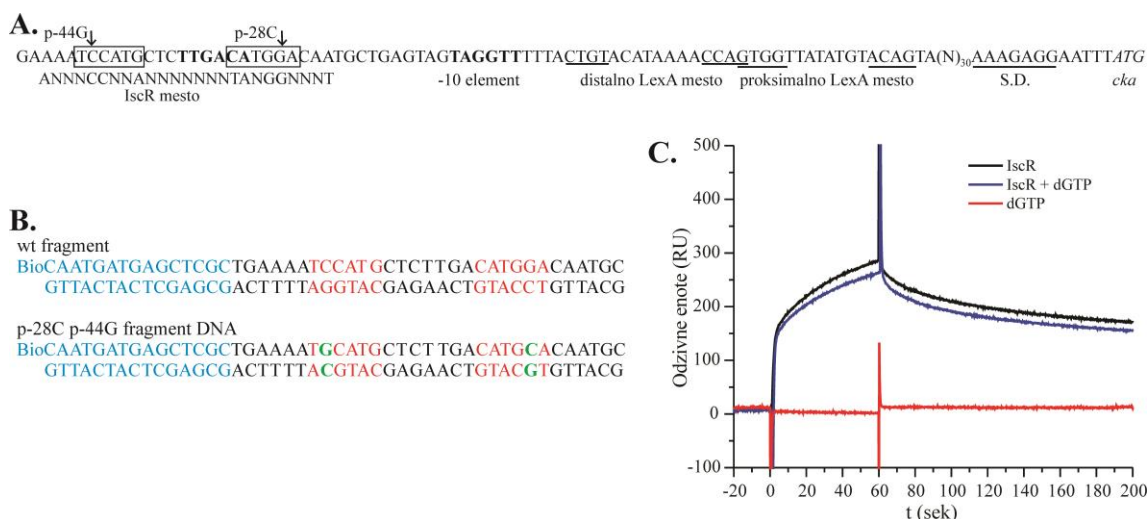 A.
p-44G p-28C
GAAAATCCATGCTCTTGACATGGACAATGCTGAGTAGTAGGTTTTTACTGTACATAAAACCAGTGGTTATATGTACAGTA(N)30AAAGAGGAATTTATG
ANNNCCNNANNNNNNNTANGGNNNT -10 element distalno LexA mesto proksimalno LexA mesto S.D. cka
IscR mesto
B.
wt fragment
BioCAATGATGAGCTCGCTGAAAATCCATGCTCTTGACATGGACAATGC
GTTACTACTCGAGCGACTTTTAGGTACGAGAACTGTACCTGTTACG
p-28C p-44G fragment DNA
BioCAATGATGAGCTCGCTGAAAATGCATGCTCTTGACATGCACAATGC
GTTACTACTCGAGCGACTTTTACGTACGAGAACTGTACGTGTTACG
C.
IscR
IscR + dGTP
dGTP
Odzivne enote (RU)
500
400
300
200
100
0
-100
-20 0 20 40 60 80 100 120 140 160 180 200
t (sek)